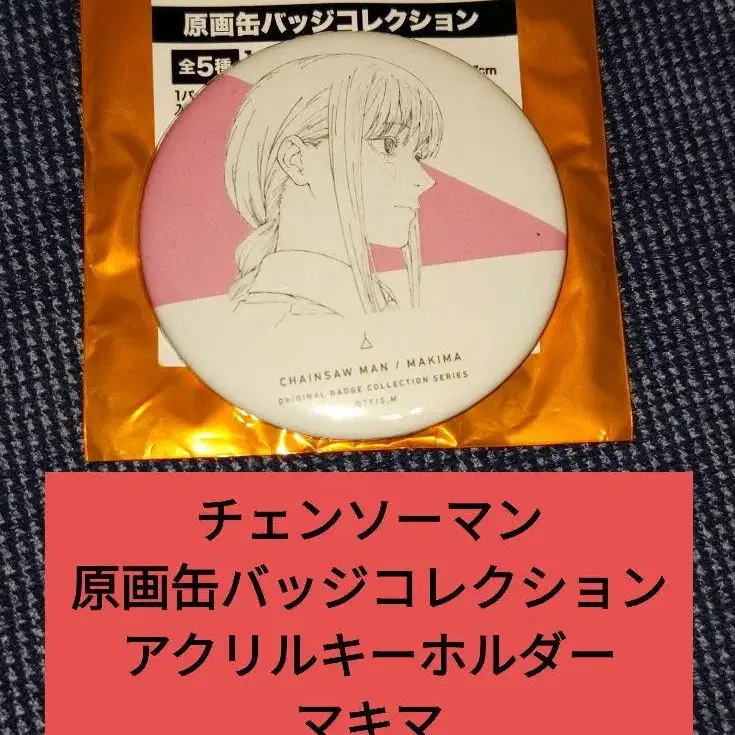 原画缶バッジコレクション
全5種
CHAINSAW MAN / MAKIMA
ORIGINAL BADGE COLLECTION SERIES
チェンソーマン
原画缶バッジコレクション
アクリルキーホルダー
マキマ